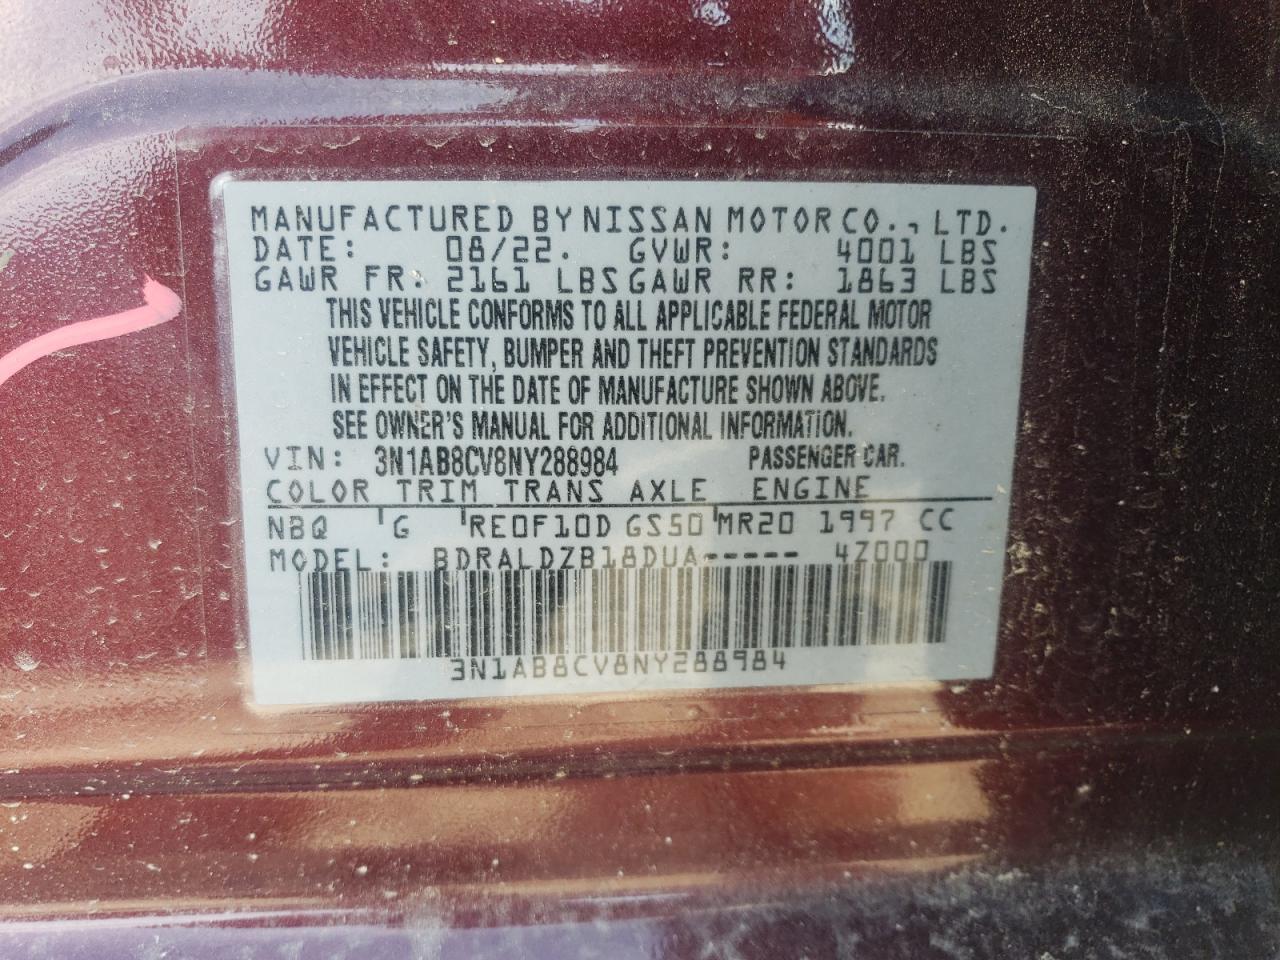 MANUFACTURED BY NISSAN MOTOR CO., LTD.
DATE: 08/22. GVWR: 4001 LBS
GAWR FR: 2161 LBS GAWR RR: 1863 LBS
THIS VEHICLE CONFORMS TO ALL APPLICABLE FEDERAL MOTOR
VEHICLE SAFETY, BUMPER AND THEFT PREVENTION STANDARDS
IN EFFECT ON THE DATE OF MANUFACTURE SHOWN ABOVE.
SEE OWNER'S MANUAL FOR ADDITIONAL INFORMATION.
VIN: 3N1AB8CV8NY288984 PASSENGER CAR.
COLOR TRIM TRANS AXLE ENGINE
NBQ G RE0F10D GS50 MR20 1997 CC
MODEL: BDRALDZB18DUA----- 4Z000
3N1AB8CV8NY288984